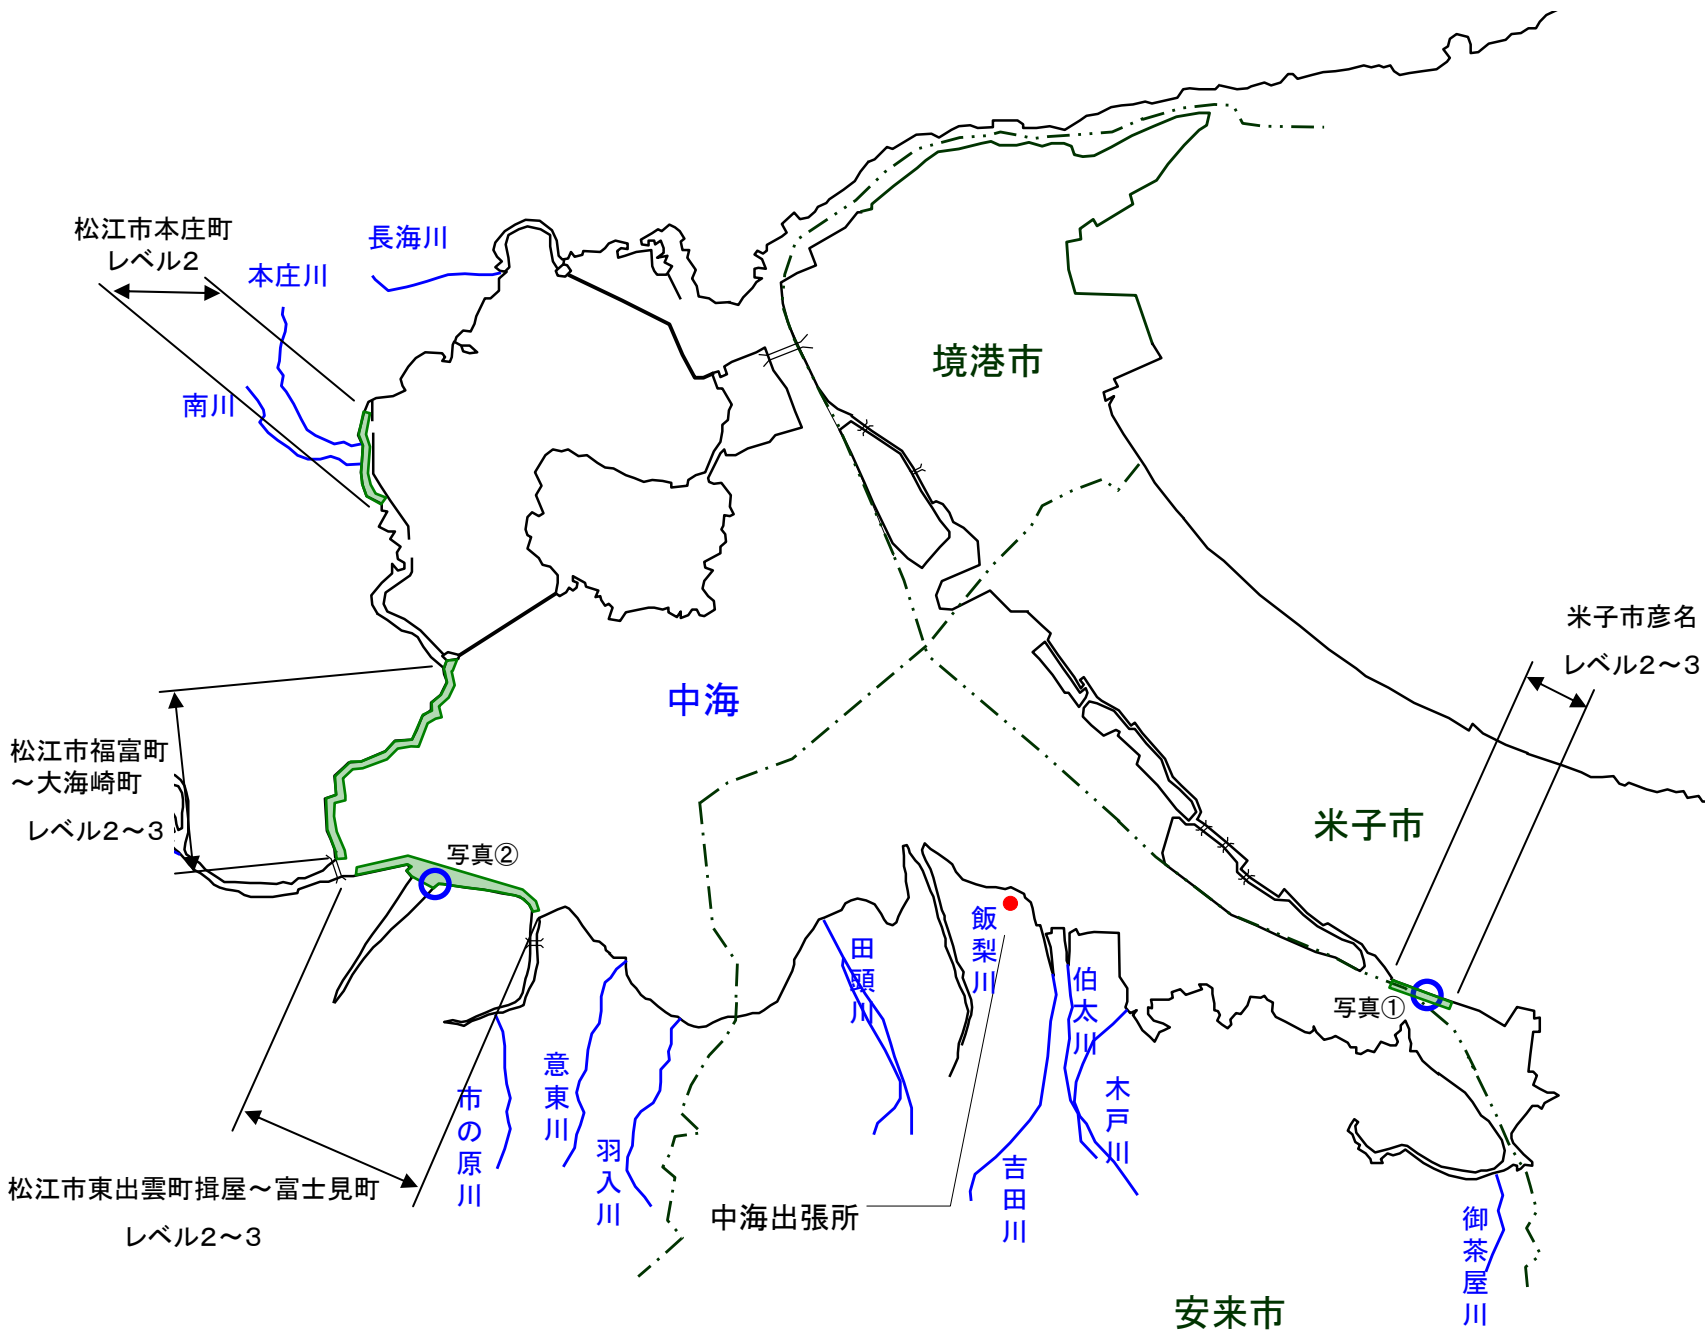 松江市本庄町
レベル2
長海川
本庄川
南川
境港市
米子市彦名
レベル2～3
中海
松江市福富町
～大海崎町
レベル2～3
米子市
写真②
飯梨川
田頭川
伯太川
写真①
意東川
木戸川
市の原川
羽入川
吉田川
松江市東出雲町揖屋～富士見町
レベル2～3
中海出張所
御茶屋川
安来市